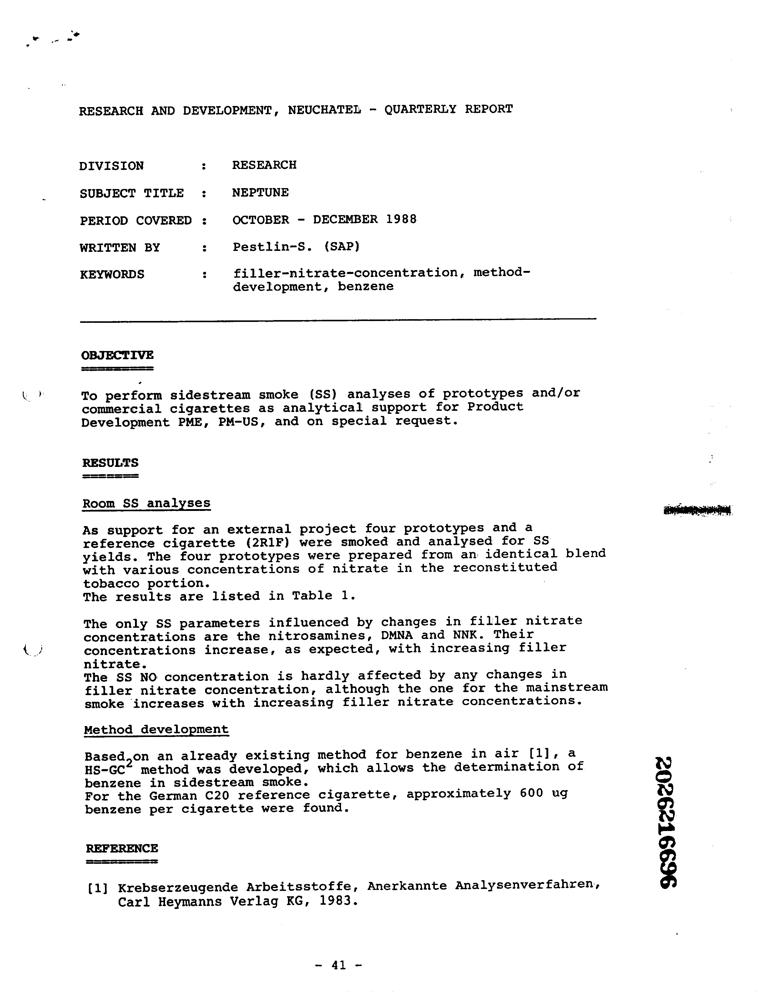 RESEARCH AND DEVELOPMENT, NEUCHATEL - QUARTERLY REPORT
DIVISION : RESEARCH
SUBJECT TITLE : NEPTUNE
PERIOD COVERED : OCTOBER - DECEMBER 1988
WRITTEN BY : Pestlin-S. (SAP)
KEYWORDS : filler-nitrate-concentration, method-
development, benzene
OBJECTIVE
To perform sidestream smoke (SS) analyses of prototypes and/or
commercial cigarettes as analytical support for Product
Development PME, PM-US, and on special request.
RESULTS
Room SS analyses
As support for an external project four prototypes and a
reference cigarette (2R1F) were smoked and analysed for SS
yields. The four prototypes were prepared from an identical blend
with various concentrations of nitrate in the reconstituted
tobacco portion.
The results are listed in Table 1.
The only SS parameters influenced by changes in filler nitrate
concentrations are the nitrosamines, DMNA and NNK. Their
concentrations increase, as expected, with increasing filler
nitrate.
The SS NO concentration is hardly affected by any changes in
filler nitrate concentration, although the one for the mainstream
smoke increases with increasing filler nitrate concentrations.
Method development
Based on an already existing method for benzene in air [1], a
HS-GC² method was developed, which allows the determination of
benzene in sidestream smoke.
For the German C20 reference cigarette, approximately 600 ug
benzene per cigarette were found.
REFERENCE
[1] Krebserzeugende Arbeitsstoffe, Anerkannte Analysenverfahren,
Carl Heymanns Verlag KG, 1983.
- 41 -
2026216696